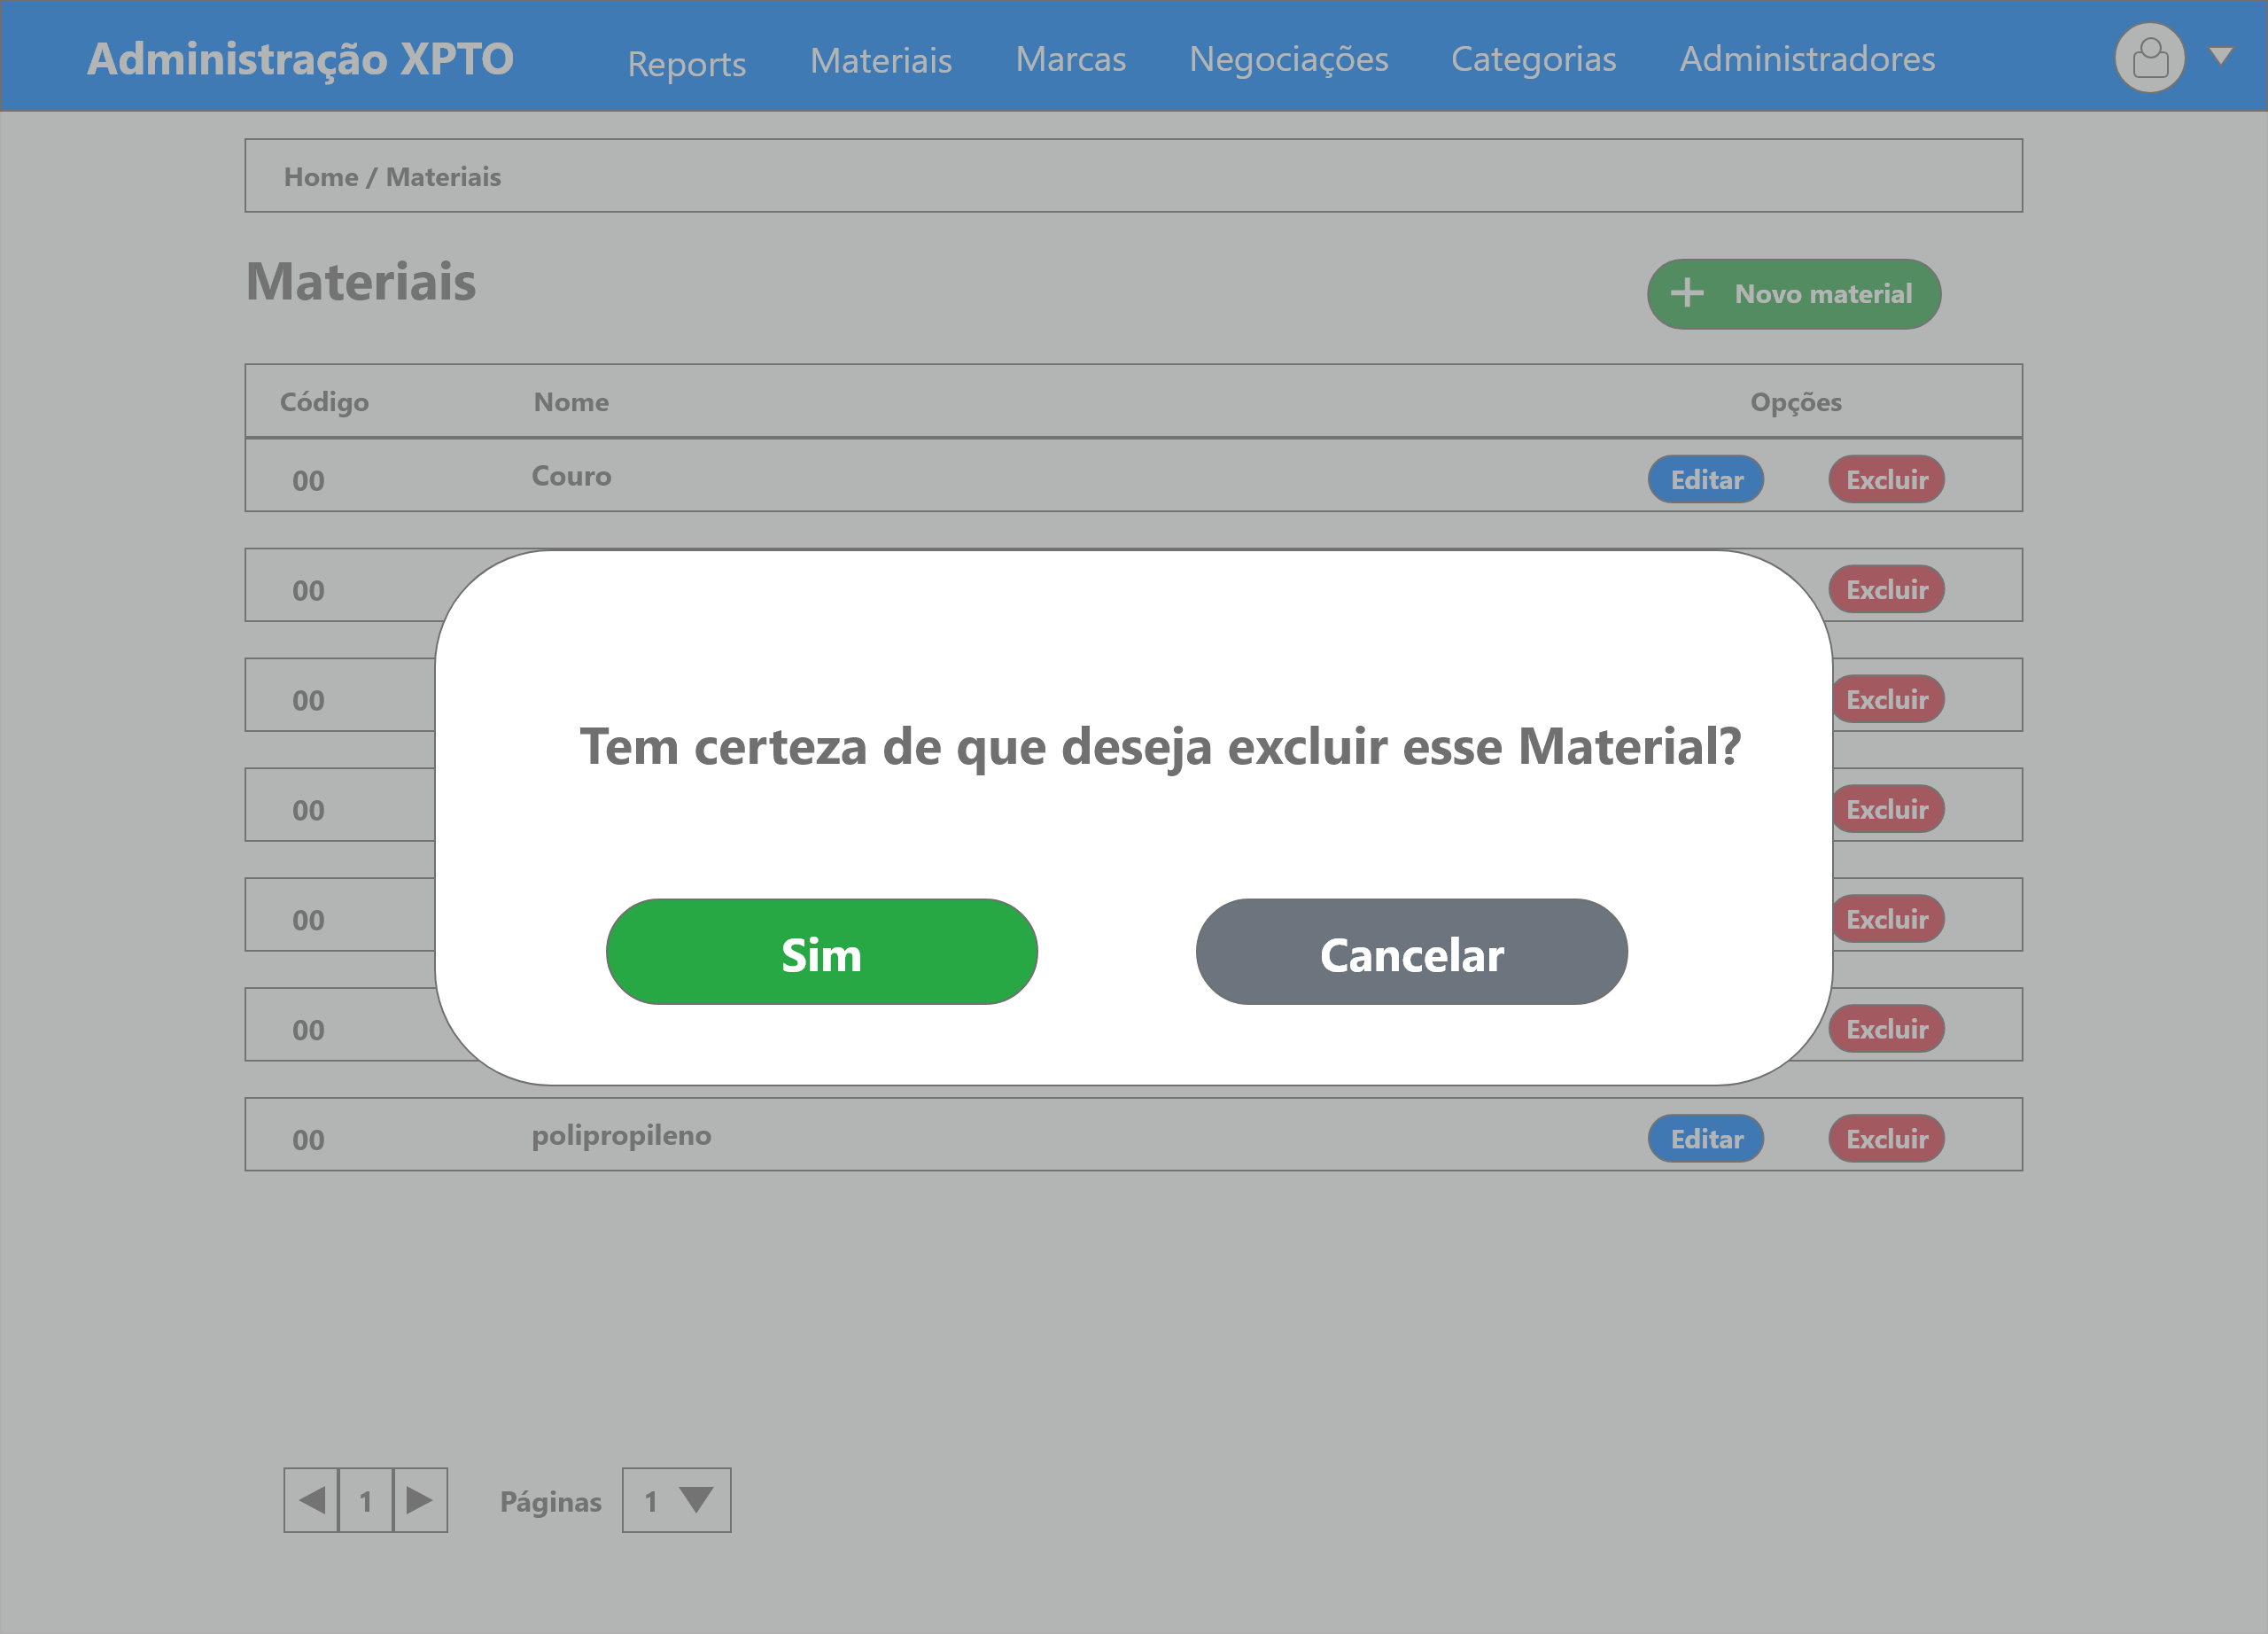 Administração XPTO Reports Materiais Marcas Negociações Categorias Administradores
Home / Materiais
Materiais
+ Novo material
Código Nome Opções
00 Couro Editar Excluir
00 Excluir
00 Excluir
Tem certeza de que deseja excluir esse Material?
00 Excluir
00 Excluir
Sim Cancelar
00 Excluir
00 polipropileno Editar Excluir
1 Páginas 1